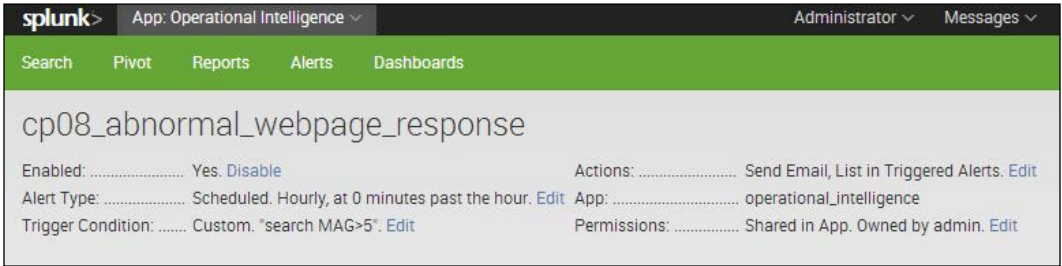 splunk> App: Operational Intelligence Administrator Messages
Search Pivot Reports Alerts Dashboards
cp08_abnormal_webpage_response
Enabled: ...................... Yes. Disable Actions: ....................... Send Email, List in Triggered Alerts. Edit
Alert Type: ................... Scheduled. Hourly, at 0 minutes past the hour. Edit App: .............................. operational_intelligence
Trigger Condition: ....... Custom. "search MAG>5". Edit Permissions: ............... Shared in App. Owned by admin. Edit